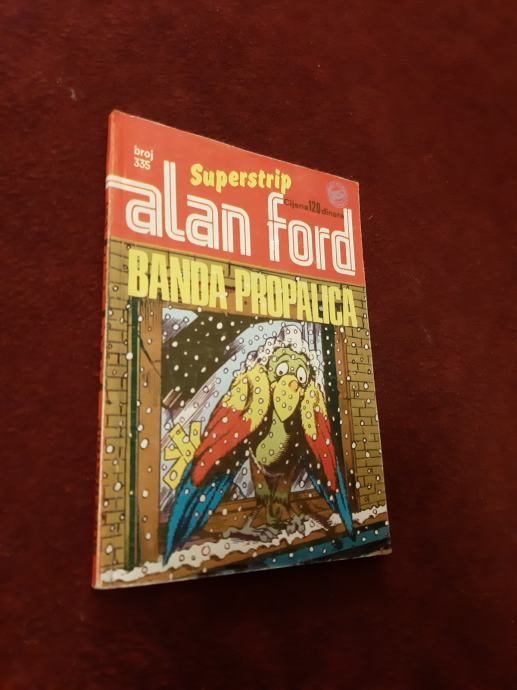 broj
335
Superstrip
Cijena 120 dinara
alan ford
BANDA PROPALICA